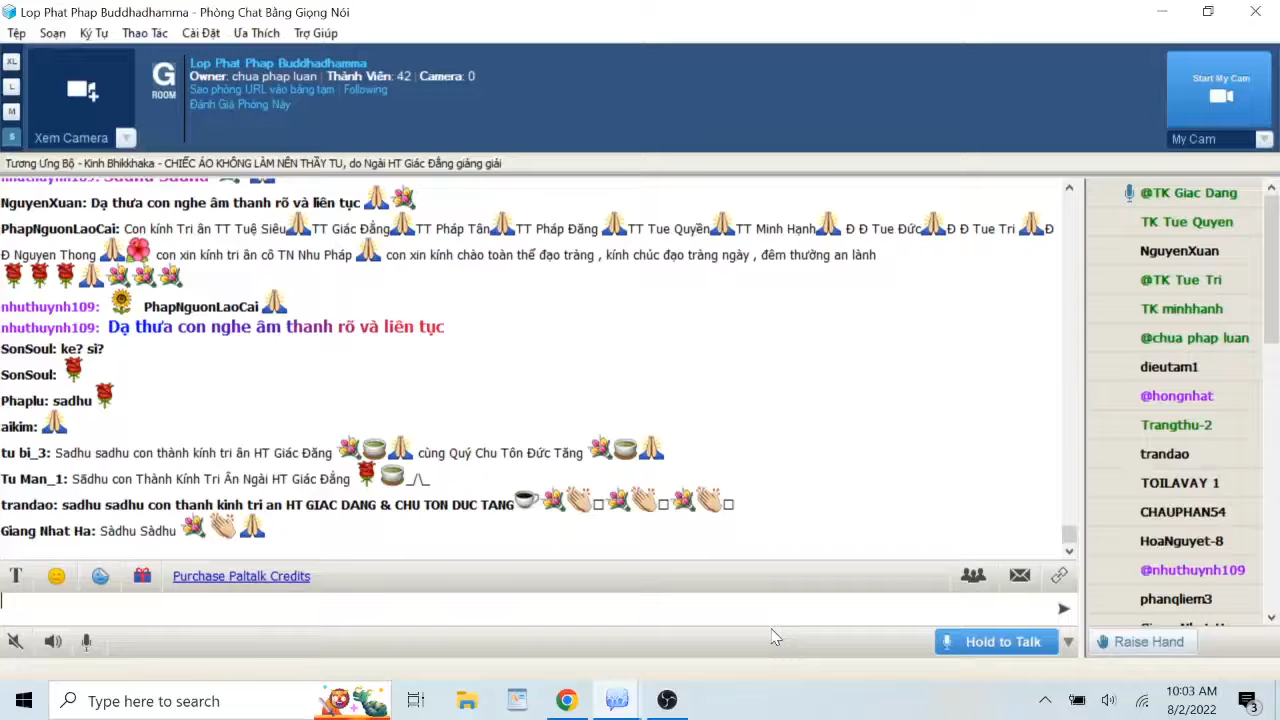 Lop Phat Phap Buddhadhamma - Phòng Chat Bằng Giọng Nói
Tệp Soạn Ký Tự Thao Tác Cài Đặt Ưa Thích Trợ Giúp
XL
L
M
S
Xem Camera
G
ROOM
Lop Phat Phap Buddhadhamma
Owner: chua phap luan | Thành Viên: 42 | Camera: 0
Sao phòng URL vào bảng tạm | Following
Đánh Giá Phòng Này
Start My Cam
My Cam
Tương Ưng Bộ - Kinh Bhikkhaka - CHIẾC ÁO KHÔNG LÀM NÊN THẦY TU, do Ngài HT Giác Đẳng giảng giải
nhuthuynh109: Sadhu Sadhu
NguyenXuan: Dạ thưa con nghe âm thanh rõ và liên tục
PhapNguonLaoCai: Con kính Tri ân TT Tuệ Siêu TT Giác Đẳng TT Pháp Tân TT Pháp Đăng TT Tue Quyền TT Minh Hạnh Đ Đ Tue Đức Đ Đ Tue Tri Đ
Đ Nguyen Thong con xin kính tri ân cô TN Nhu Pháp con xin kính chào toàn thể đạo tràng , kính chúc đạo tràng ngày , đêm thường an lành
nhuthuynh109: PhapNguonLaoCai
nhuthuynh109: Dạ thưa con nghe âm thanh rõ và liên tục
SonSoul: ke? sì?
SonSoul:
Phaplu: sadhu
aikim:
tu bi_3: Sadhu sadhu con thành kính tri ân HT Giác Đăng cùng Quý Chu Tôn Đức Tăng
Tu Man_1: Sādhu con Thành Kính Tri Ân Ngài HT Giác Đẳng _/\_
trandao: sadhu sadhu con thanh kinh tri an HT GIAC DANG & CHU TON DUC TANG
Giang Nhat Ha: Sàdhu Sàdhu
@TK Giac Dang
TK Tue Quyen
NguyenXuan
@TK Tue Tri
TK minhhanh
@chua phap luan
dieutam1
@hongnhat
Trangthu-2
trandao
TOILAVAY 1
CHAUPHAN54
HoaNguyet-8
@nhuthuynh109
phanqliem3
T
Purchase Paltalk Credits
Hold to Talk
Raise Hand
Type here to search
10:03 AM
8/2/2022
3